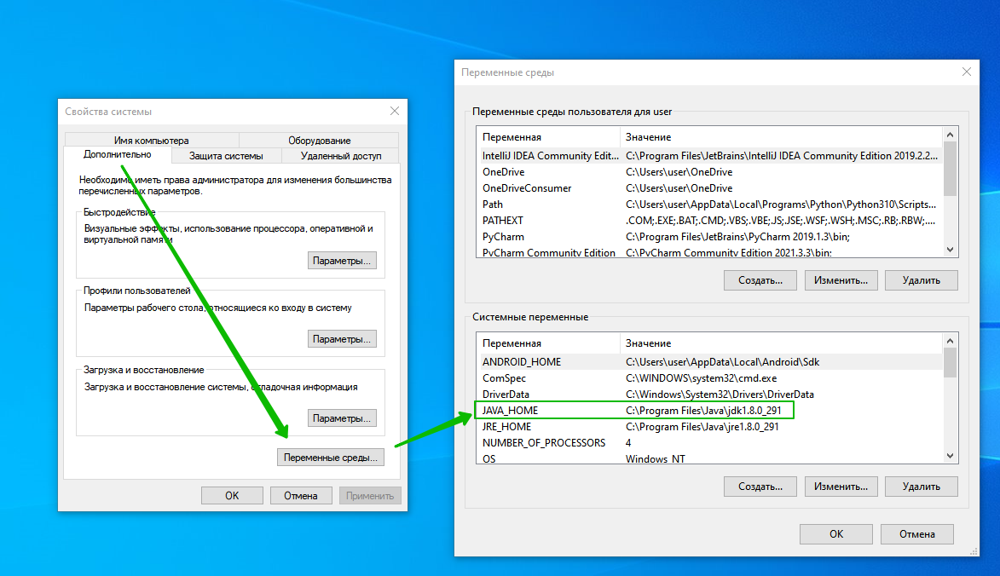 Свойства системы
Имя компьютера
Оборудование
Дополнительно
Защита системы
Удаленный доступ
Необходимо иметь права администратора для изменения большинства
перечисленных параметров.
Быстродействие
Визуальные эффекты, использование процессора, оперативной и
виртуальной памяти
Параметры...
Профили пользователей
Параметры рабочего стола, относящиеся ко входу в систему
Параметры...
Загрузка и восстановление
Загрузка и восстановление системы, отладочная информация
Параметры...
Переменные среды...
ОК
Отмена
Применить
Переменные среды
Переменные среды пользователя для user
Переменная Значение
IntelliJ IDEA Community Edit... C:\Program Files\JetBrains\IntelliJ IDEA Community Edition 2019.2.2...
OneDrive C:\Users\user\OneDrive
OneDriveConsumer C:\Users\user\OneDrive
Path C:\Users\user\AppData\Local\Programs\Python\Python310\Scripts...
PATHEXT .COM;.EXE;.BAT;.CMD;.VBS;.VBE;.JS;.JSE;.WSF;.WSH;.MSC;.RB;.RBW;....
PyCharm C:\Program Files\JetBrains\PyCharm 2019.1.3\bin;
PyCharm Community Edition C:\PyCharm Community Edition 2021.3.3\bin;
Создать...
Изменить...
Удалить
Системные переменные
Переменная Значение
ANDROID_HOME C:\Users\user\AppData\Local\Android\Sdk
ComSpec C:\WINDOWS\system32\cmd.exe
DriverData C:\Windows\System32\Drivers\DriverData
JAVA_HOME C:\Program Files\Java\jdk1.8.0_291
JRE_HOME C:\Program Files\Java\jre1.8.0_291
NUMBER_OF_PROCESSORS 4
OS Windows_NT
Создать...
Изменить...
Удалить
ОК
Отмена